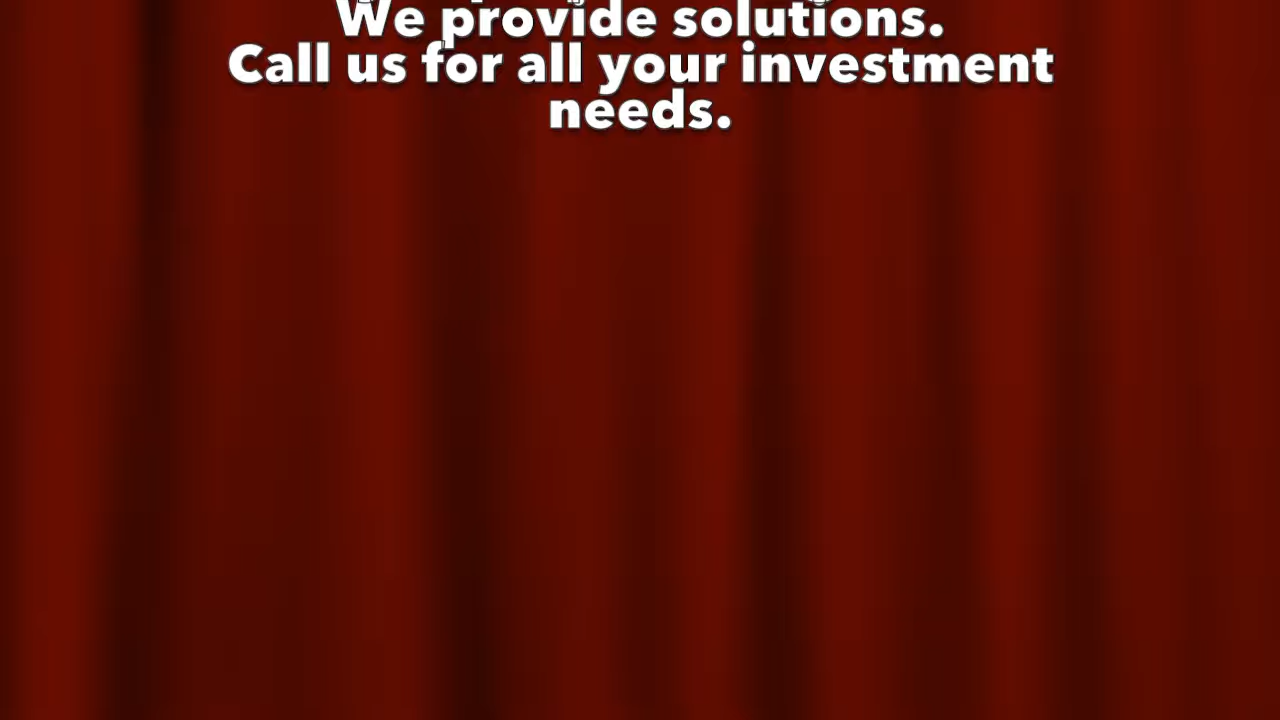 We provide solutions.
Call us for all your investment
needs.